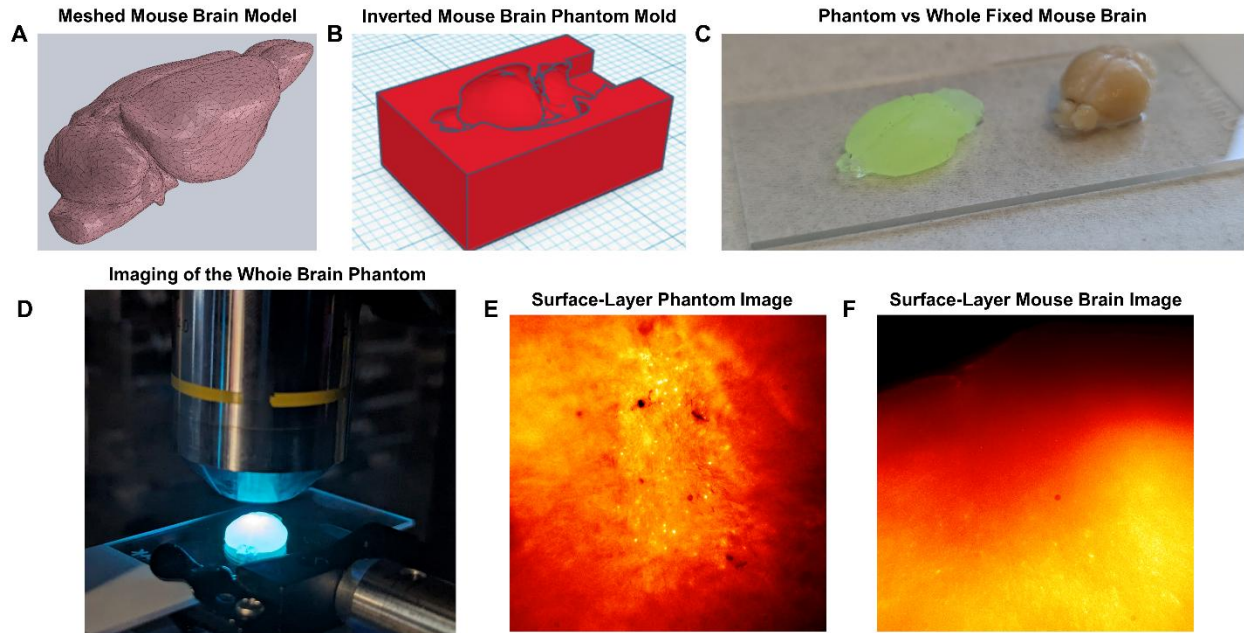 Meshed Mouse Brain Model
Inverted Mouse Brain Phantom Mold
Phantom vs Whole Fixed Mouse Brain
A
B
C
Imaging of the Whoie Brain Phantom
D
Surface-Layer Phantom Image
E
Surface-Layer Mouse Brain Image
F